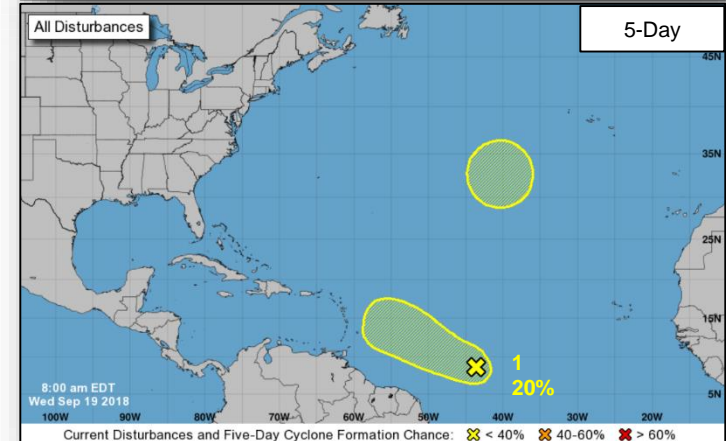 All Disturbances
5-Day
45N
35N
25N
15N
5N
1
20%
8:00 am EDT
Wed Sep 19 2018
100W 90W 80W 70W 60W 50W 40W 30W 20W
Current Disturbances and Five-Day Cyclone Formation Chance: < 40% 40-60% > 60%